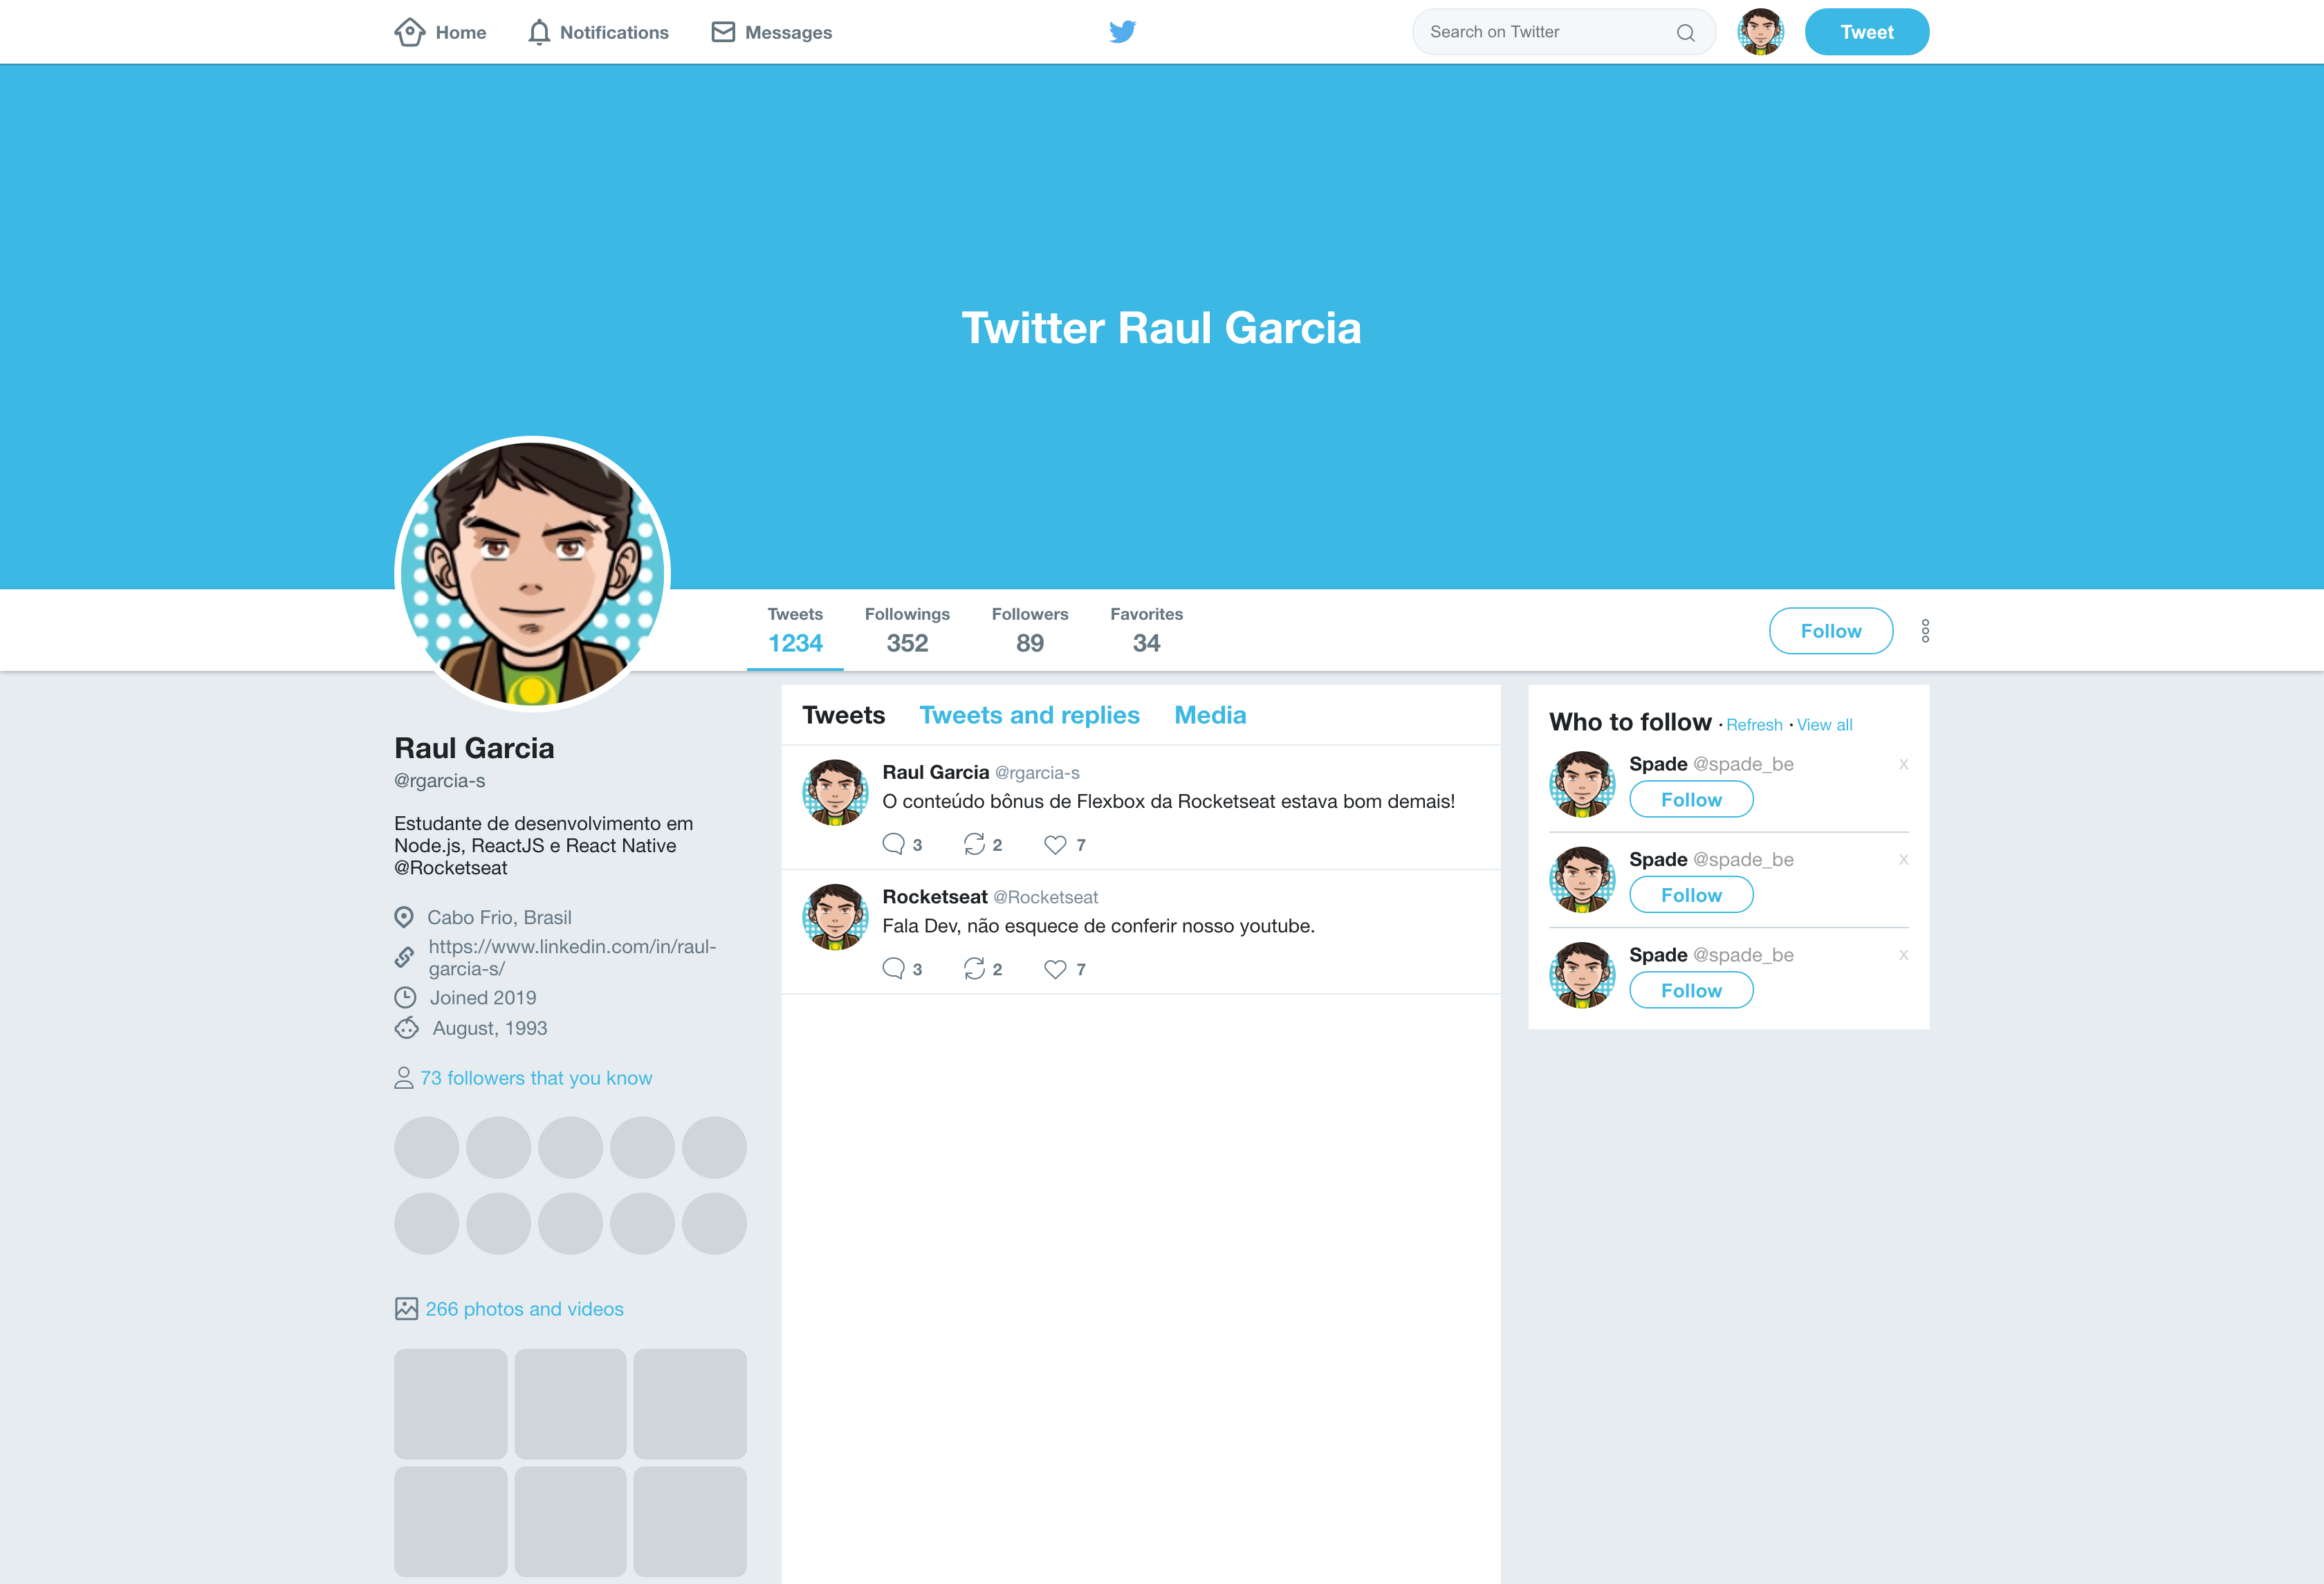 Home Notifications Messages Search on Twitter Tweet
Twitter Raul Garcia
Tweets Followings Followers Favorites
1234 352 89 34
Follow
Raul Garcia
@rgarcia-s
Estudante de desenvolvimento em
Node.js, ReactJS e React Native
@Rocketseat
Cabo Frio, Brasil
https://www.linkedin.com/in/raul-
garcia-s/
Joined 2019
August, 1993
73 followers that you know
266 photos and videos
Tweets Tweets and replies Media
Raul Garcia @rgarcia-s
O conteúdo bônus de Flexbox da Rocketseat estava bom demais!
3 2 7
Rocketseat @Rocketseat
Fala Dev, não esquece de conferir nosso youtube.
3 2 7
Who to follow · Refresh · View all
Spade @spade_be x
Follow
Spade @spade_be x
Follow
Spade @spade_be x
Follow